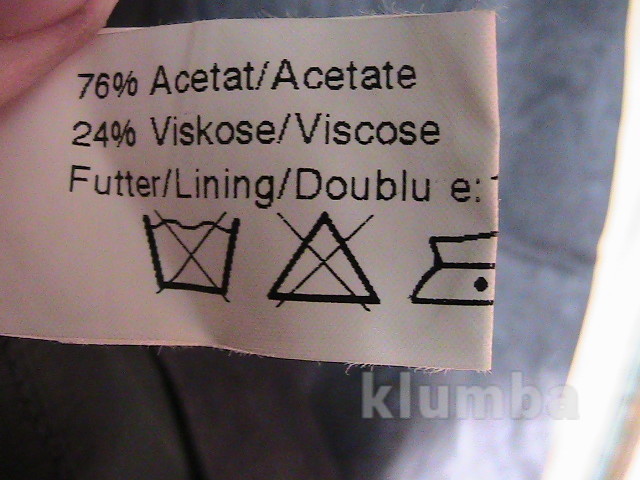 76% Acetat/Acetate
24% Viskose/Viscose
Futter/Lining/Doublu e:
klumba